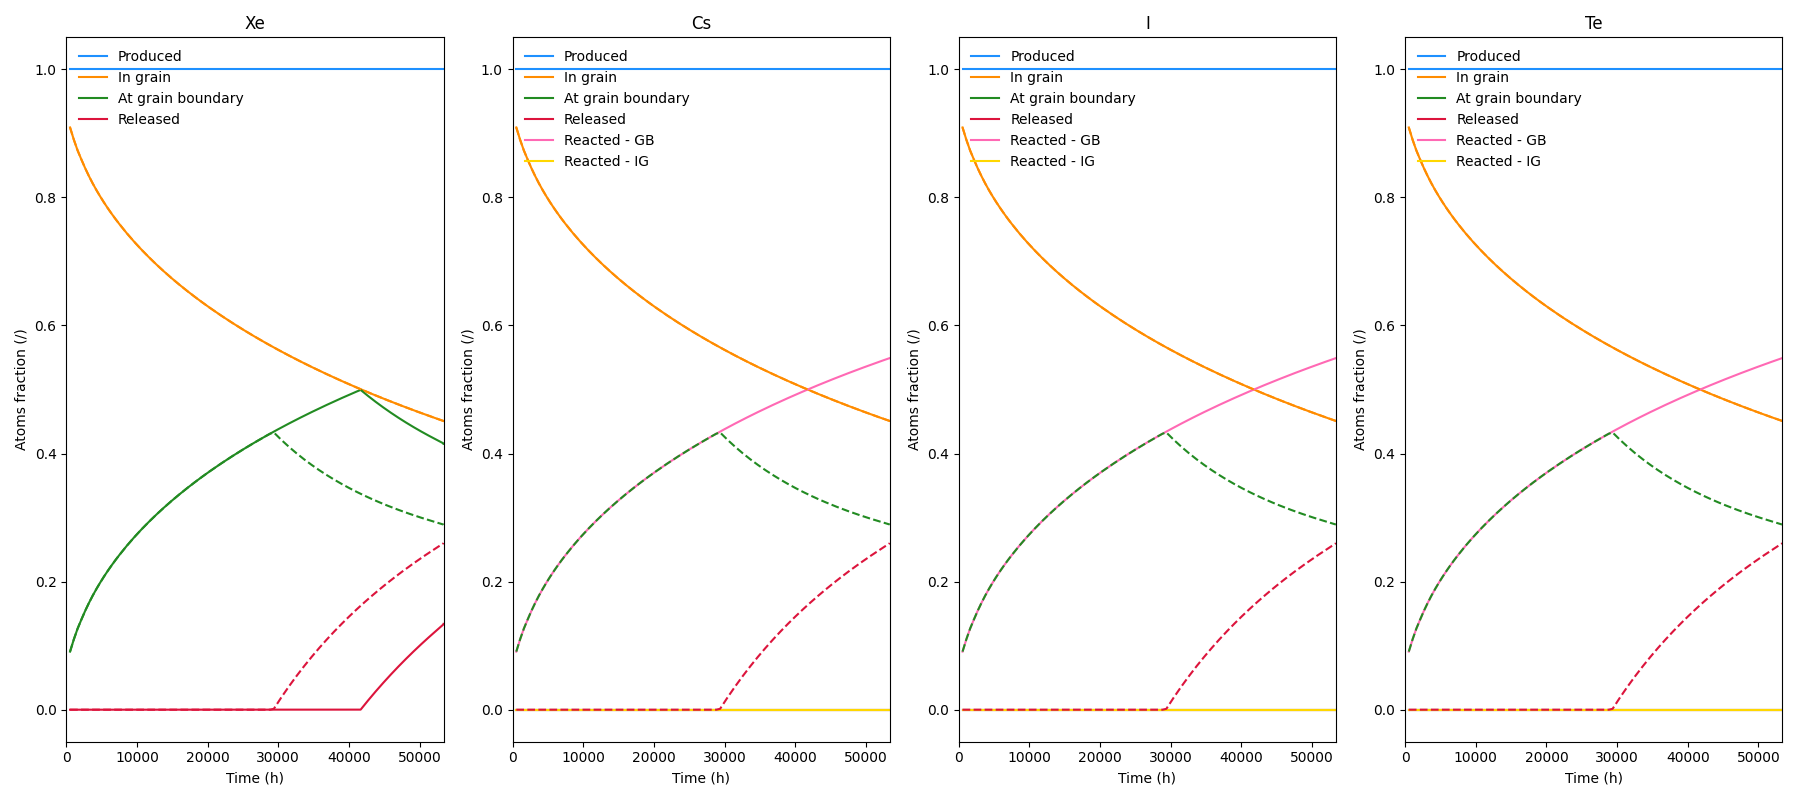 Xe
Produced
In grain
At grain boundary
Released
1.0
0.8
0.6
0.4
0.2
0.0
Atoms fraction (/)
0 10000 20000 30000 40000 50000
Time (h)
Cs
Produced
In grain
At grain boundary
Released
Reacted - GB
Reacted - IG
1.0
0.8
0.6
0.4
0.2
0.0
Atoms fraction (/)
0 10000 20000 30000 40000 50000
Time (h)
I
Produced
In grain
At grain boundary
Released
Reacted - GB
Reacted - IG
1.0
0.8
0.6
0.4
0.2
0.0
Atoms fraction (/)
0 10000 20000 30000 40000 50000
Time (h)
Te
Produced
In grain
At grain boundary
Released
Reacted - GB
Reacted - IG
1.0
0.8
0.6
0.4
0.2
0.0
Atoms fraction (/)
0 10000 20000 30000 40000 50000
Time (h)